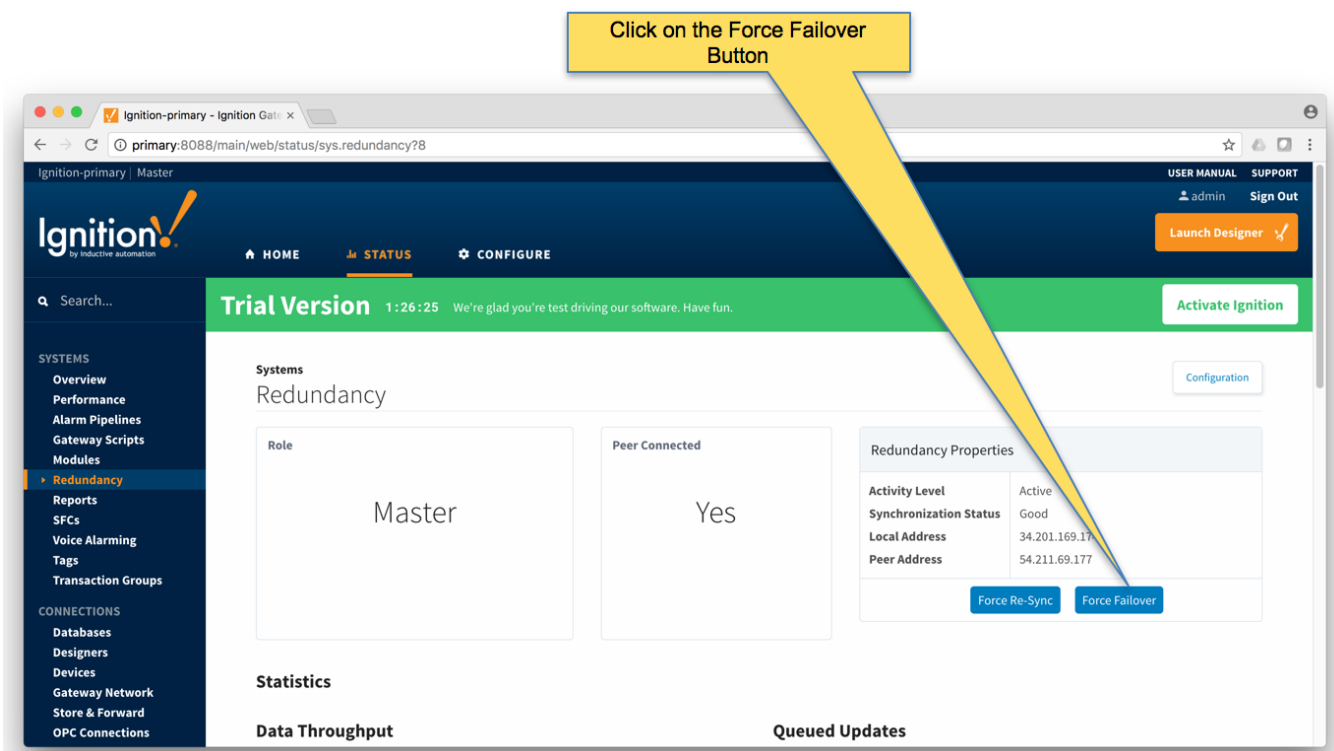 Click on the Force Failover
Button
Ignition-primary - Ignition Gate
primary:8088/main/web/status/sys.redundancy?8
Ignition-primary | Master
USER MANUAL SUPPORT
admin Sign Out
Ignition!
by inductive automation
Launch Designer
HOME STATUS CONFIGURE
Search...
Trial Version 1:26:25 We're glad you're test driving our software. Have fun.
Activate Ignition
SYSTEMS
Overview
Performance
Alarm Pipelines
Gateway Scripts
Modules
Redundancy
Reports
SFCs
Voice Alarming
Tags
Transaction Groups
CONNECTIONS
Databases
Designers
Devices
Gateway Network
Store & Forward
OPC Connections
Systems
Redundancy
Configuration
Role
Master
Peer Connected
Yes
Redundancy Properties
Activity Level Active
Synchronization Status Good
Local Address
Peer Address 54.211.69.177
Force Re-Sync Force Failover
Statistics
Data Throughput
Queued Updates